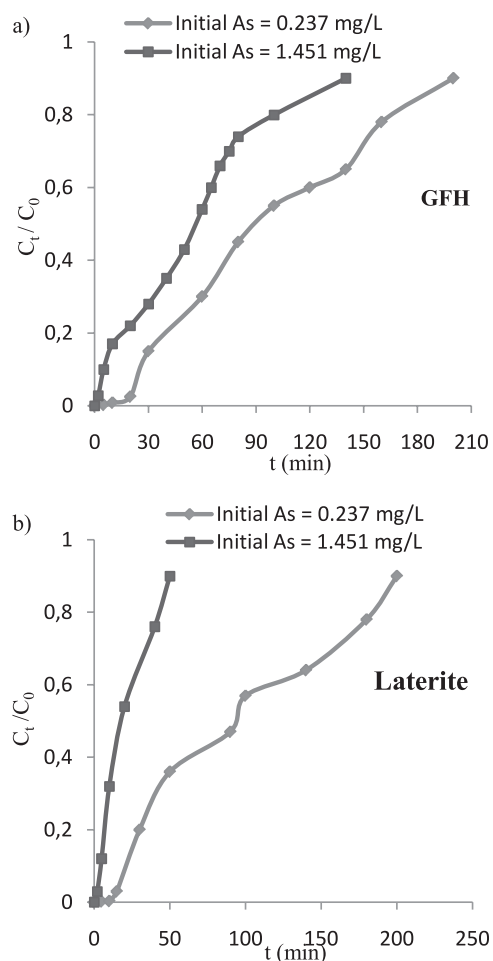 a)
Initial As = 0.237 mg/L
Initial As = 1.451 mg/L
1
0,8
0,6
0,4
0,2
0
Ct / C0
GFH
0 30 60 90 120 150 180 210
t (min)
b)
Initial As = 0.237 mg/L
Initial As = 1.451 mg/L
1
0,8
0,6
0,4
0,2
0
Ct /C0
Laterite
0 50 100 150 200 250
t (min)